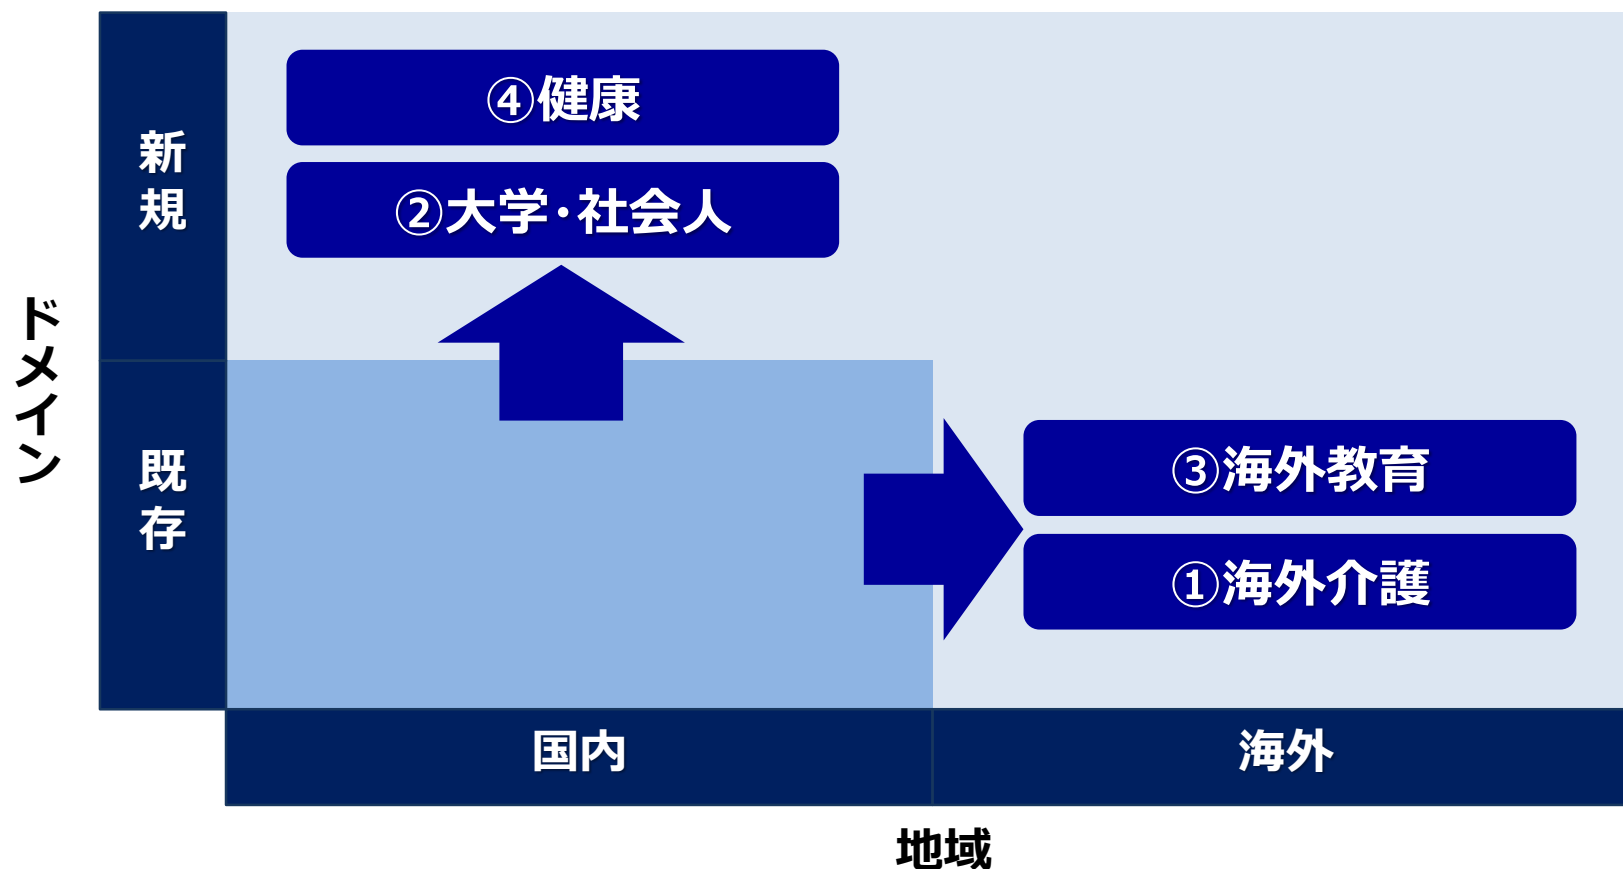 ドメイン
新規
④健康
②大学・社会人
既存
③海外教育
①海外介護
国内
海外
地域